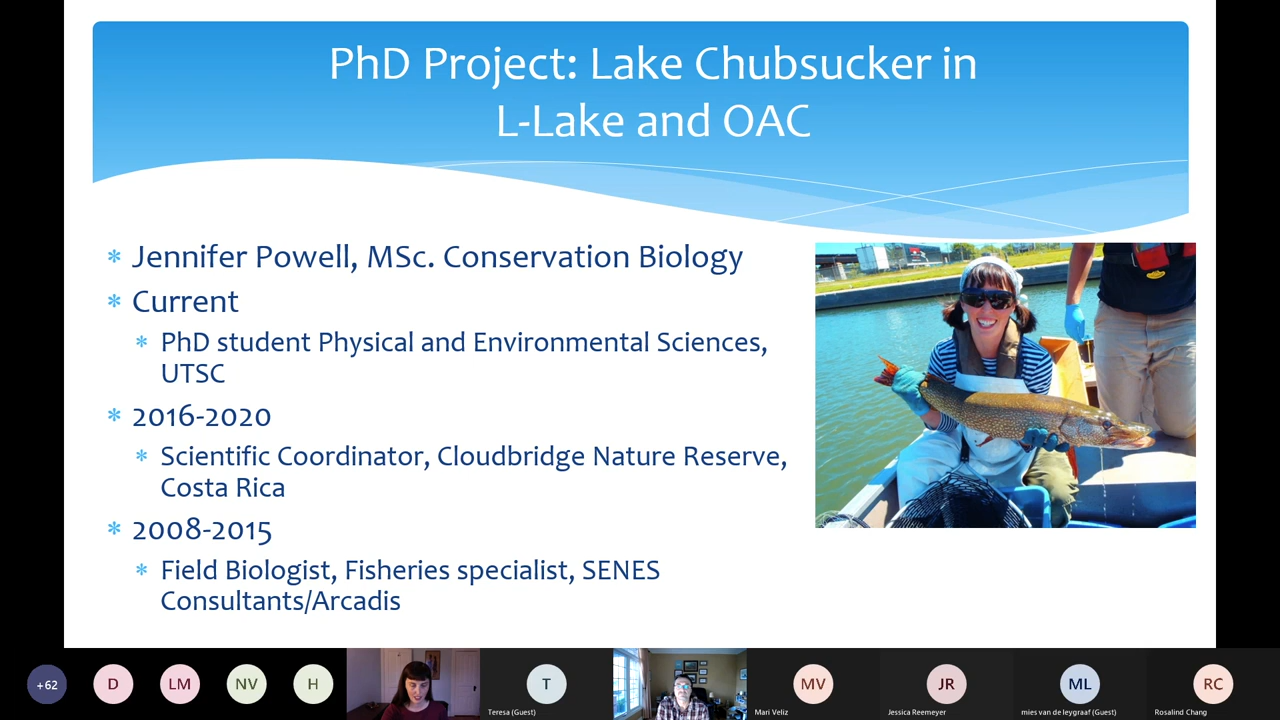 PhD Project: Lake Chubsucker in
L-Lake and OAC
* Jennifer Powell, MSc. Conservation Biology
* Current
* PhD student Physical and Environmental Sciences,
UTSC
* 2016-2020
* Scientific Coordinator, Cloudbridge Nature Reserve,
Costa Rica
* 2008-2015
* Field Biologist, Fisheries specialist, SENES
Consultants/Arcadis
+62
D
LM
NV
H
T
Teresa (Guest)
MV
Mari Veliz
JR
Jessica Reemeyer
ML
mies van de leygraaf (Guest)
RC
Rosalind Chang